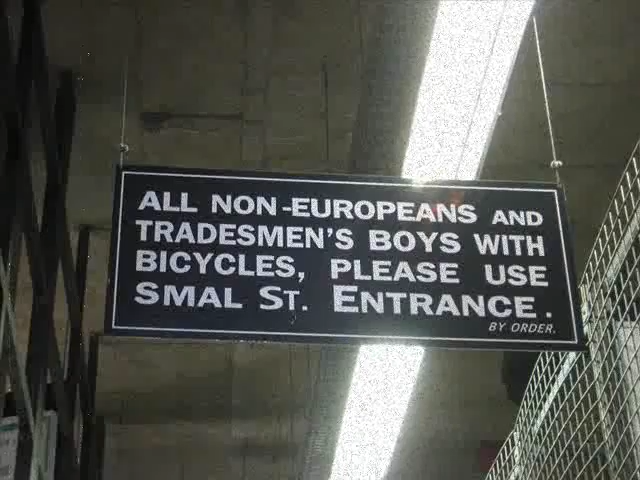 ALL NON-EUROPEANS AND
TRADESMEN'S BOYS WITH
BICYCLES, PLEASE USE
SMAL ST. ENTRANCE.
BY ORDER.